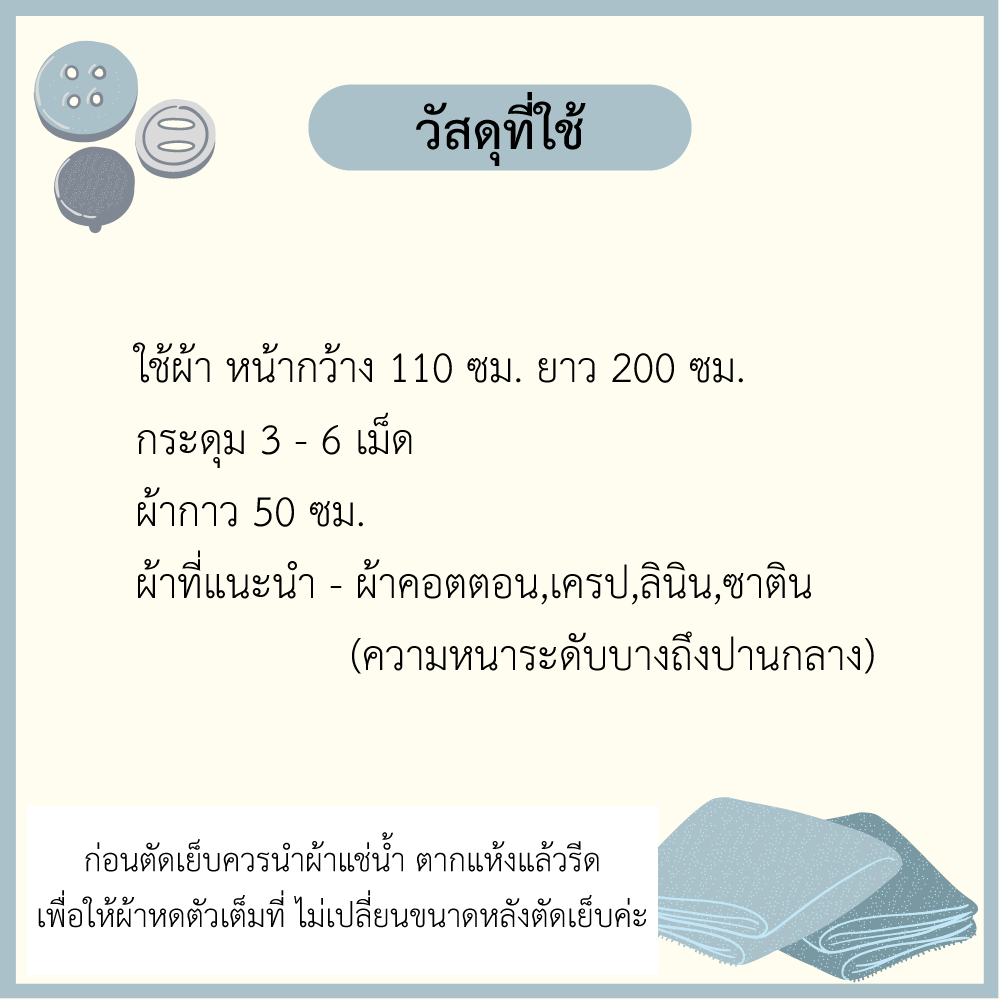 วัสดุที่ใช้
ใช้ผ้า หน้ากว้าง 110 ซม. ยาว 200 ซม.
กระดุม 3 - 6 เม็ด
ผ้ากาว 50 ซม.
ผ้าที่แนะนำ - ผ้าคอตตอน,เครป,ลินิน,ซาติน
(ความหนาระดับบางถึงปานกลาง)
ก่อนตัดเย็บควรนำผ้าแช่น้ำ ตากแห้งแล้วรีด
เพื่อให้ผ้าหดตัวเต็มที่ ไม่เปลี่ยนขนาดหลังตัดเย็บค่ะ